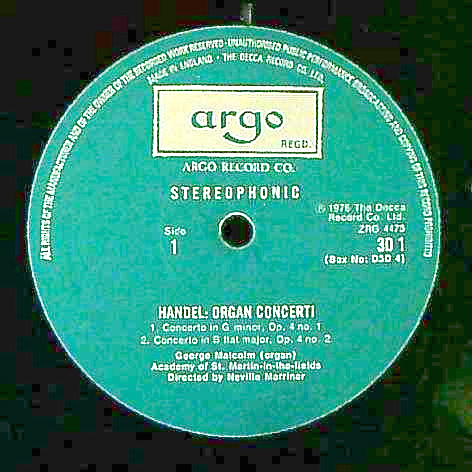 ALL RIGHTS OF THE MANUFACTURER AND OF THE OWNER OF THE RECORDED WORK RESERVED · UNAUTHORISED PUBLIC PERFORMANCE BROADCASTING AND COPYING OF THIS RECORD PROHIBITED
MADE IN ENGLAND · THE DECCA RECORD CO. LTD.
argo
REGD.
ARGO RECORD CO.
STEREOPHONIC
℗ 1976 The Decca
Record Co. Ltd.
Side
1
ZRG 4473
3D 1
(Box No: D3D 4)
HANDEL: ORGAN CONCERTI
1. Concerto in G minor, Op. 4 no. 1
2. Concerto in B flat major, Op. 4 no. 2
George Malcolm (organ)
Academy of St. Martin-in-the-fields
Directed by Neville Marriner